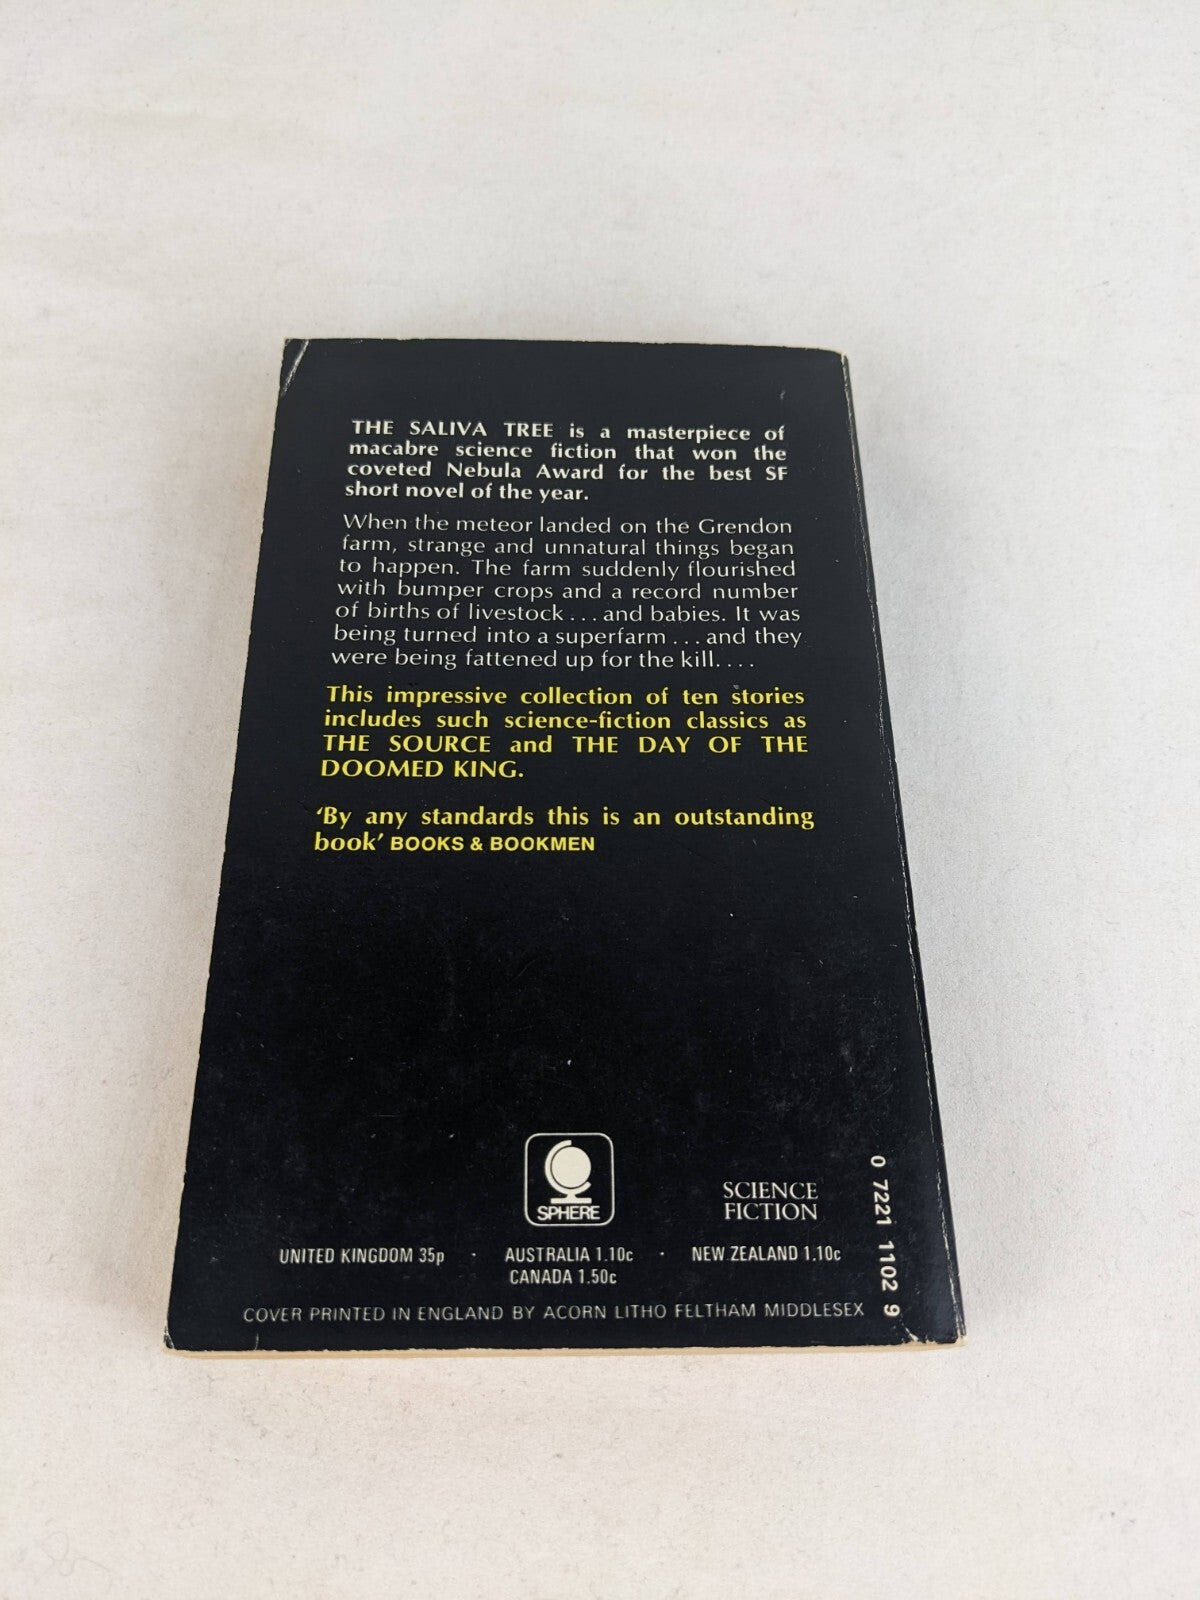 THE SALIVA TREE is a masterpiece of
macabre science fiction that won the
coveted Nebula Award for the best SF
short novel of the year.
When the meteor landed on the Grendon
farm, strange and unnatural things began
to happen. The farm suddenly flourished
with bumper crops and a record number
of births of livestock . . . and babies. It was
being turned into a superfarm . . . and they
were being fattened up for the kill. . . .
This impressive collection of ten stories
includes such science-fiction classics as
THE SOURCE and THE DAY OF THE
DOOMED KING.
‘By any standards this is an outstanding
book’ BOOKS & BOOKMEN
SPHERE
SCIENCE
FICTION
UNITED KINGDOM 35p · AUSTRALIA 1.10c · NEW ZEALAND 1.10c
CANADA 1.50c
COVER PRINTED IN ENGLAND BY ACORN LITHO FELTHAM MIDDLESEX
0 7221 1102 9